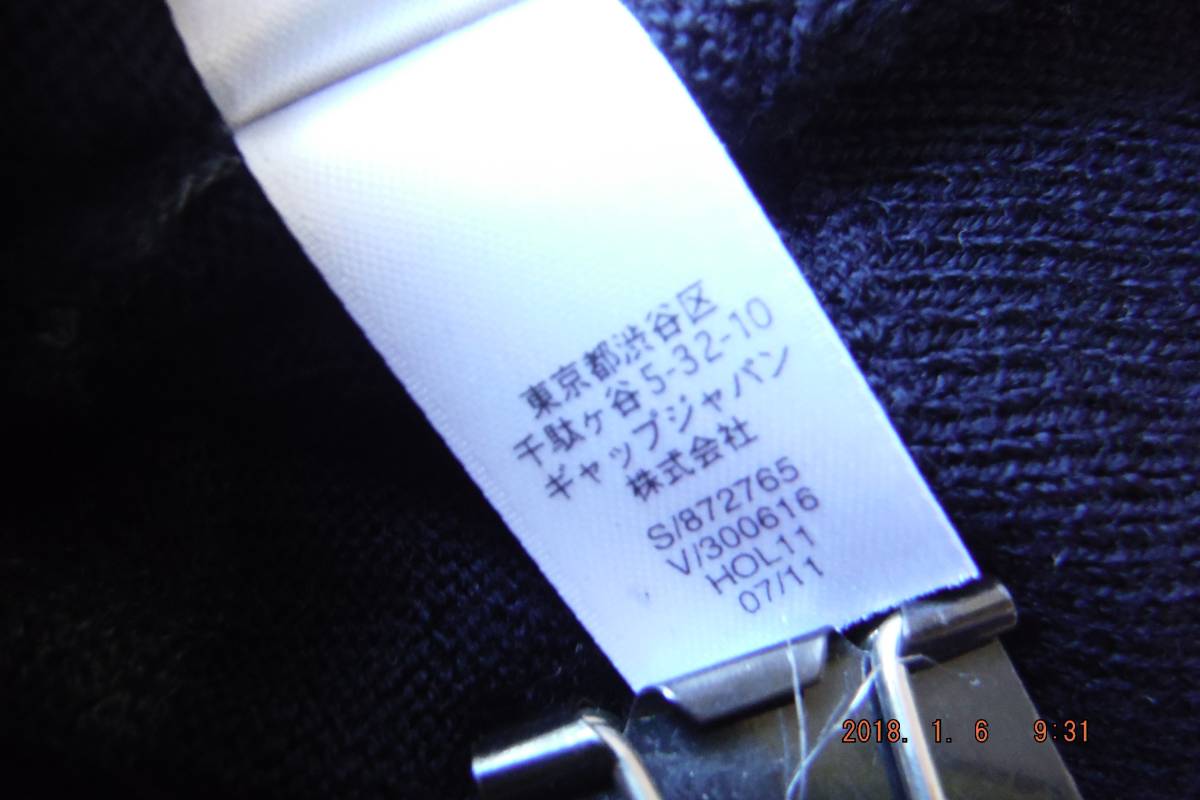 東京都渋谷区
千駄ヶ谷5-32-10
ギャップジャパン
株式会社
S/872765
V/300616
HOL11
07/11
2018. 1. 6 9:31